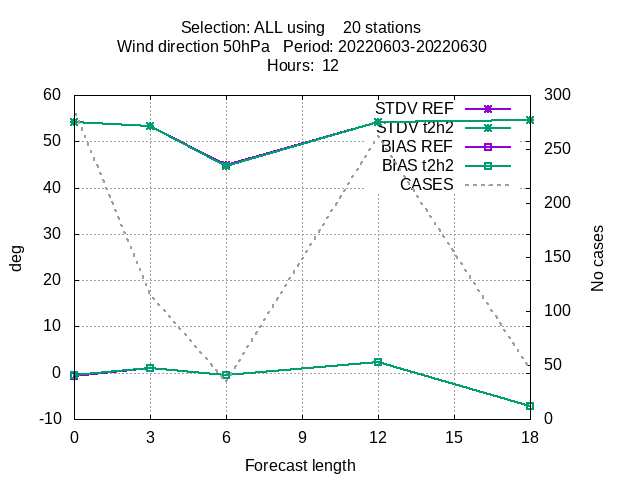 Selection: ALL using    20 stations
Wind direction 50hPa   Period: 20220603-20220630
Hours:  12
60
50
40
30
20
10
0
-10
deg
STDV REF
STDV t2h2
BIAS REF
BIAS t2h2
CASES
300
250
200
150
100
50
0
No cases
0 3 6 9 12 15 18
Forecast length